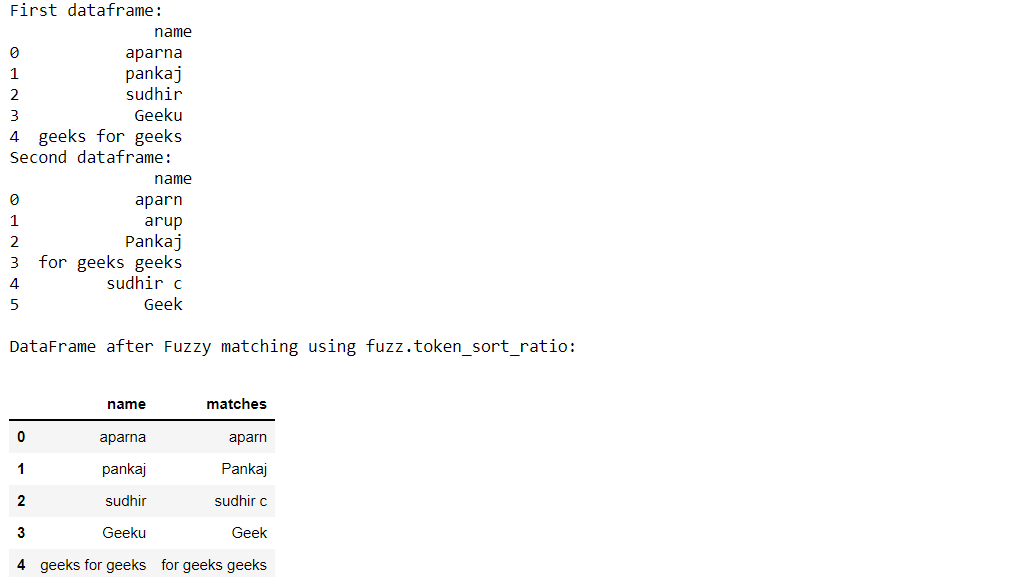 First dataframe:
name
0 aparna
1 pankaj
2 sudhir
3 Geeku
4 geeks for geeks
Second dataframe:
name
0 aparn
1 arup
2 Pankaj
3 for geeks geeks
4 sudhir c
5 Geek
DataFrame after Fuzzy matching using fuzz.token_sort_ratio:
name matches
0 aparna aparn
1 pankaj Pankaj
2 sudhir sudhir c
3 Geeku Geek
4 geeks for geeks for geeks geeks